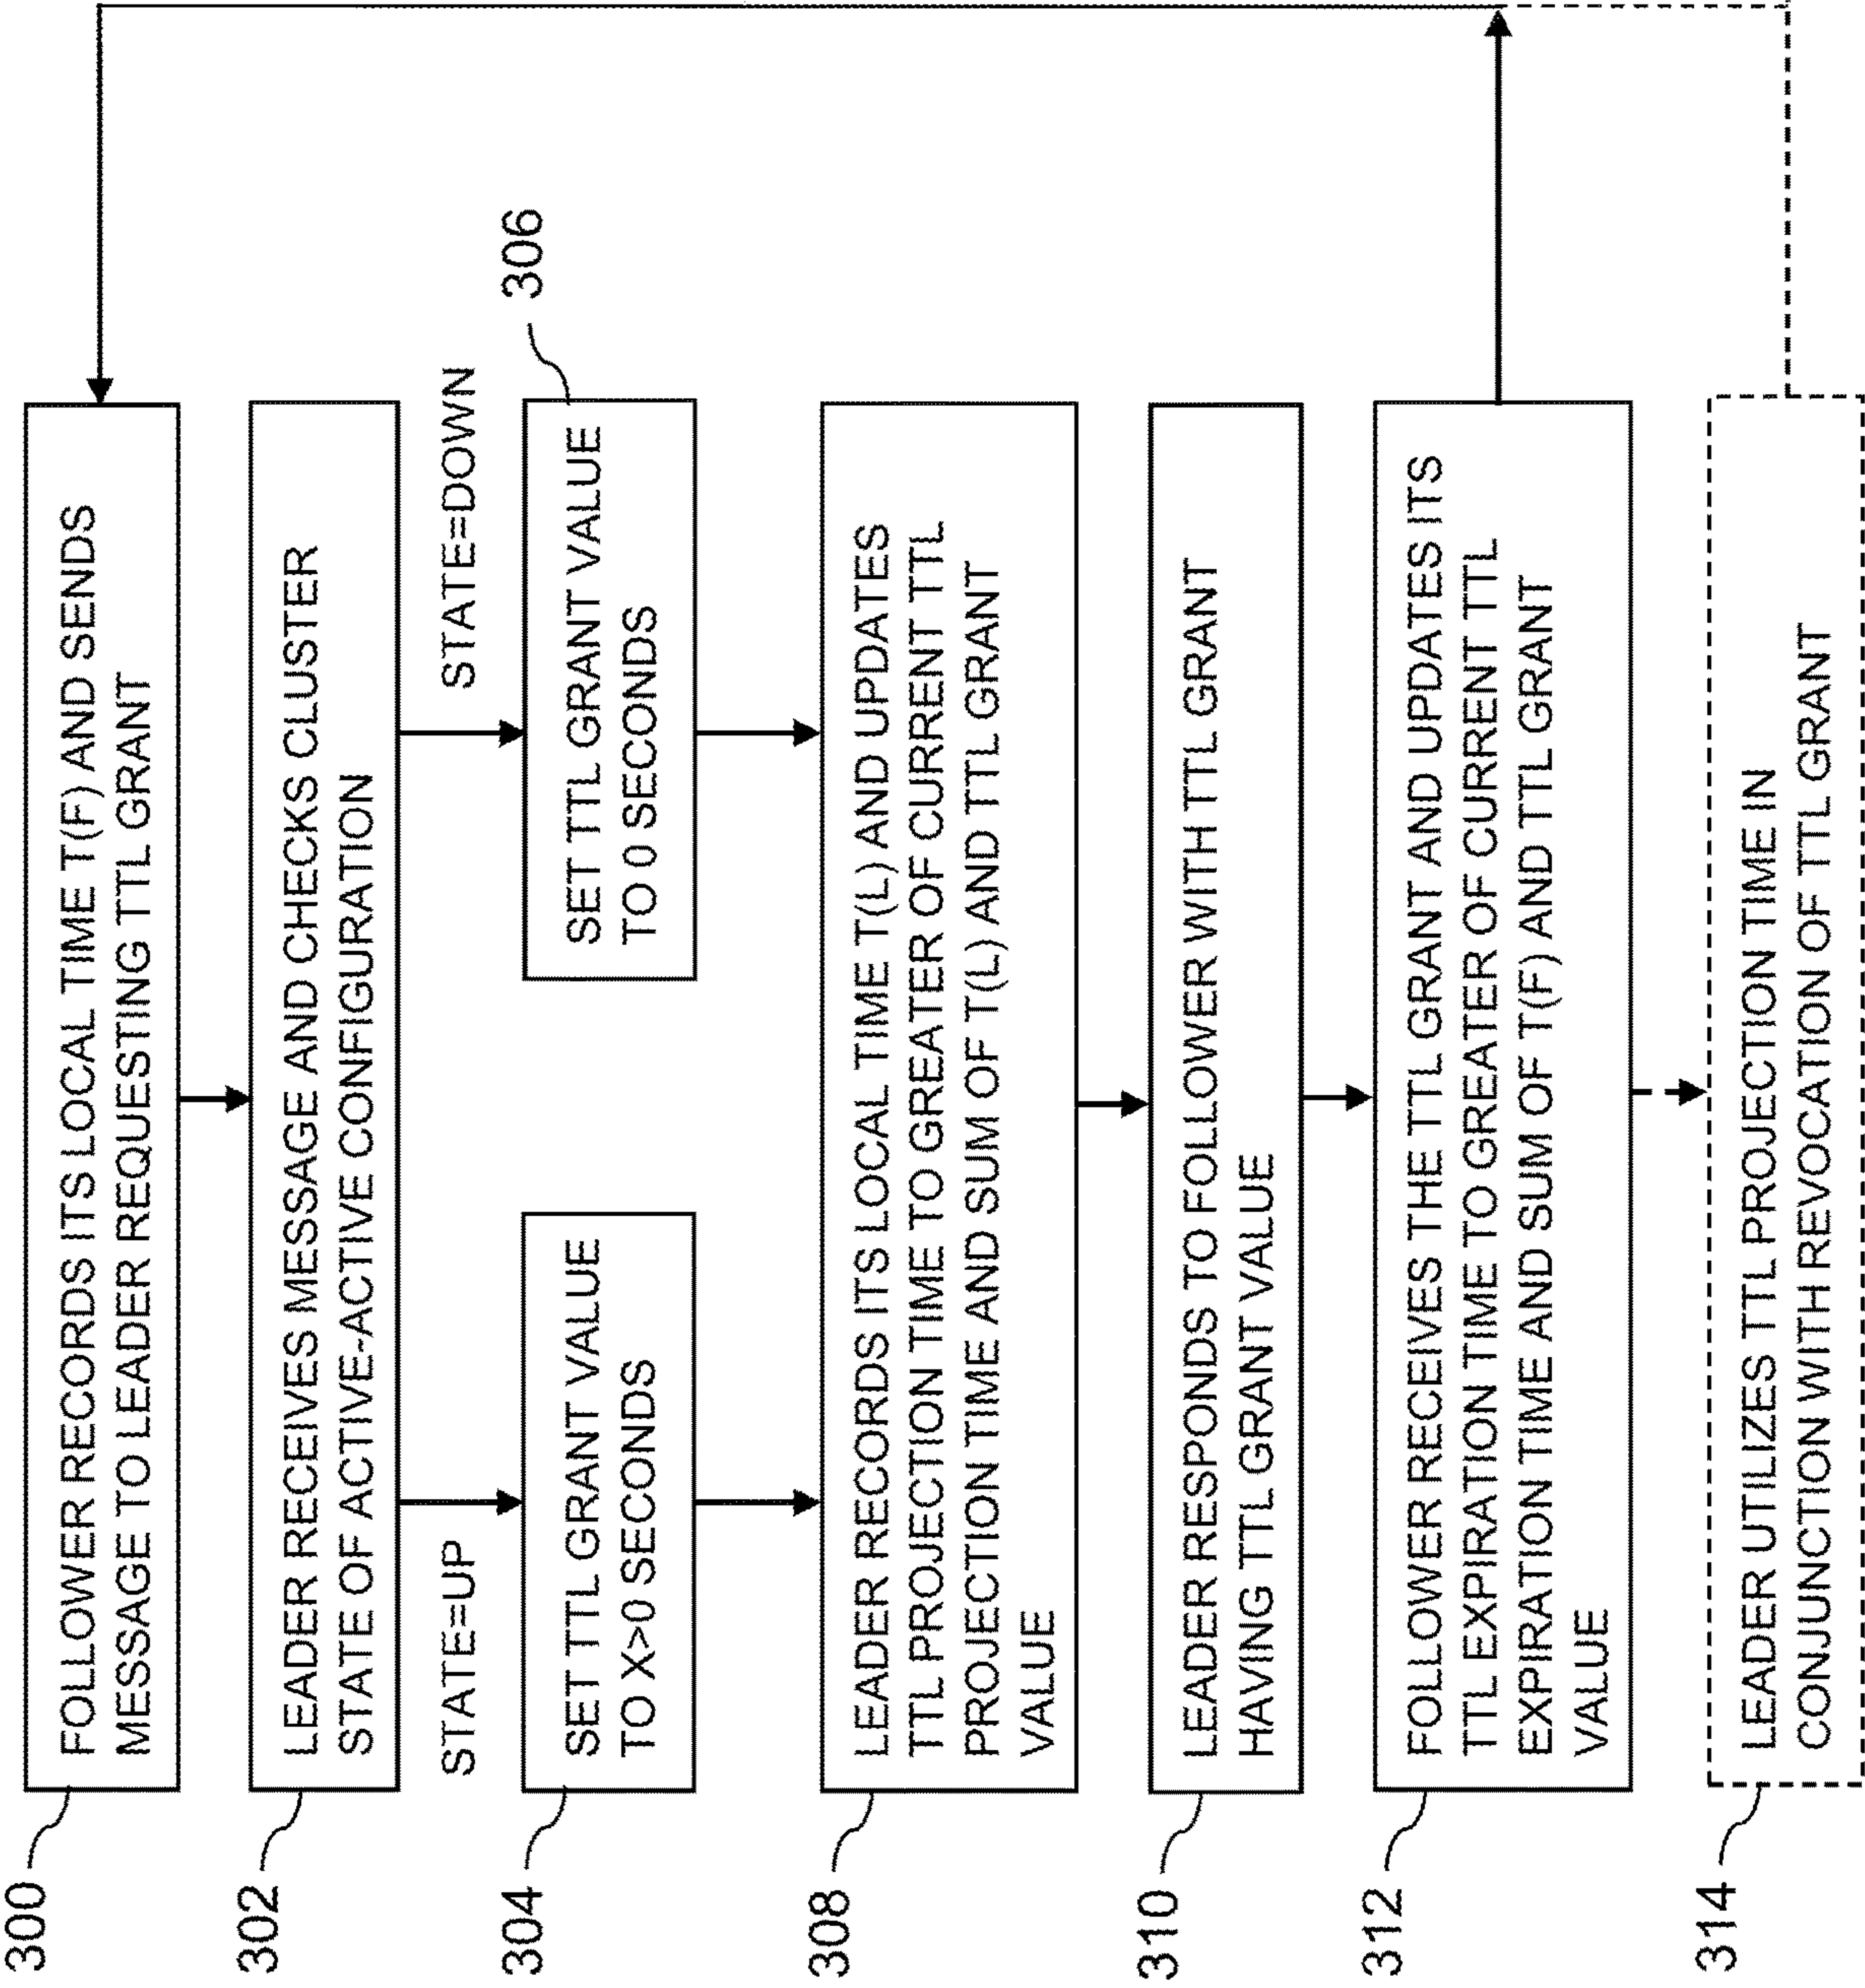 300
FOLLOWER RECORDS ITS LOCAL TIME T(F) AND SENDS
MESSAGE TO LEADER REQUESTING TTL GRANT
302
LEADER RECEIVES MESSAGE AND CHECKS CLUSTER
STATE OF ACTIVE-ACTIVE CONFIGURATION
STATE=UP
STATE=DOWN
304
SET TTL GRANT VALUE
TO X>0 SECONDS
306
SET TTL GRANT VALUE
TO 0 SECONDS
308
LEADER RECORDS ITS LOCAL TIME T(L) AND UPDATES
TTL PROJECTION TIME TO GREATER OF CURRENT TTL
PROJECTION TIME AND SUM OF T(L) AND TTL GRANT
VALUE
310
LEADER RESPONDS TO FOLLOWER WITH TTL GRANT
HAVING TTL GRANT VALUE
312
FOLLOWER RECEIVES THE TTL GRANT AND UPDATES ITS
TTL EXPIRATION TIME TO GREATER OF CURRENT TTL
EXPIRATION TIME AND SUM OF T(F) AND TTL GRANT
VALUE
314
LEADER UTILIZES TTL PROJECTION TIME IN
CONJUNCTION WITH REVOCATION OF TTL GRANT